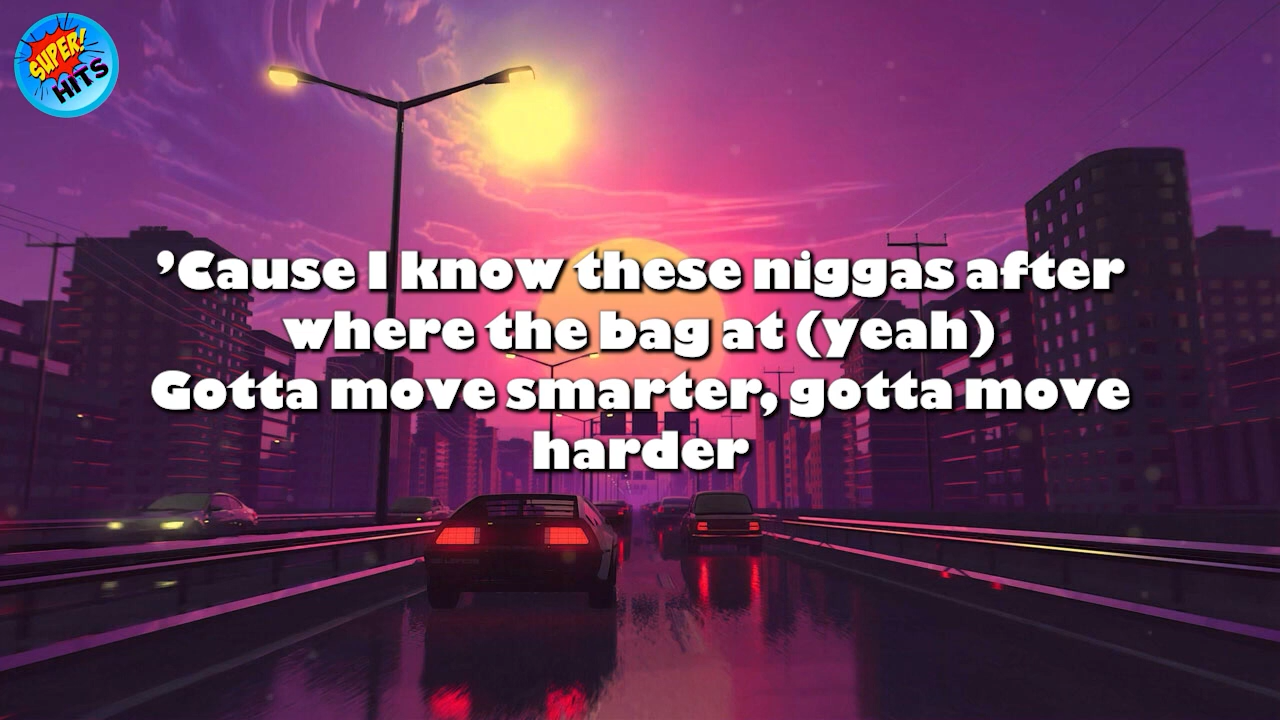 SUPER!
HITS
’Cause I know these niggas after
where the bag at (yeah)
Gotta move smarter, gotta move
harder